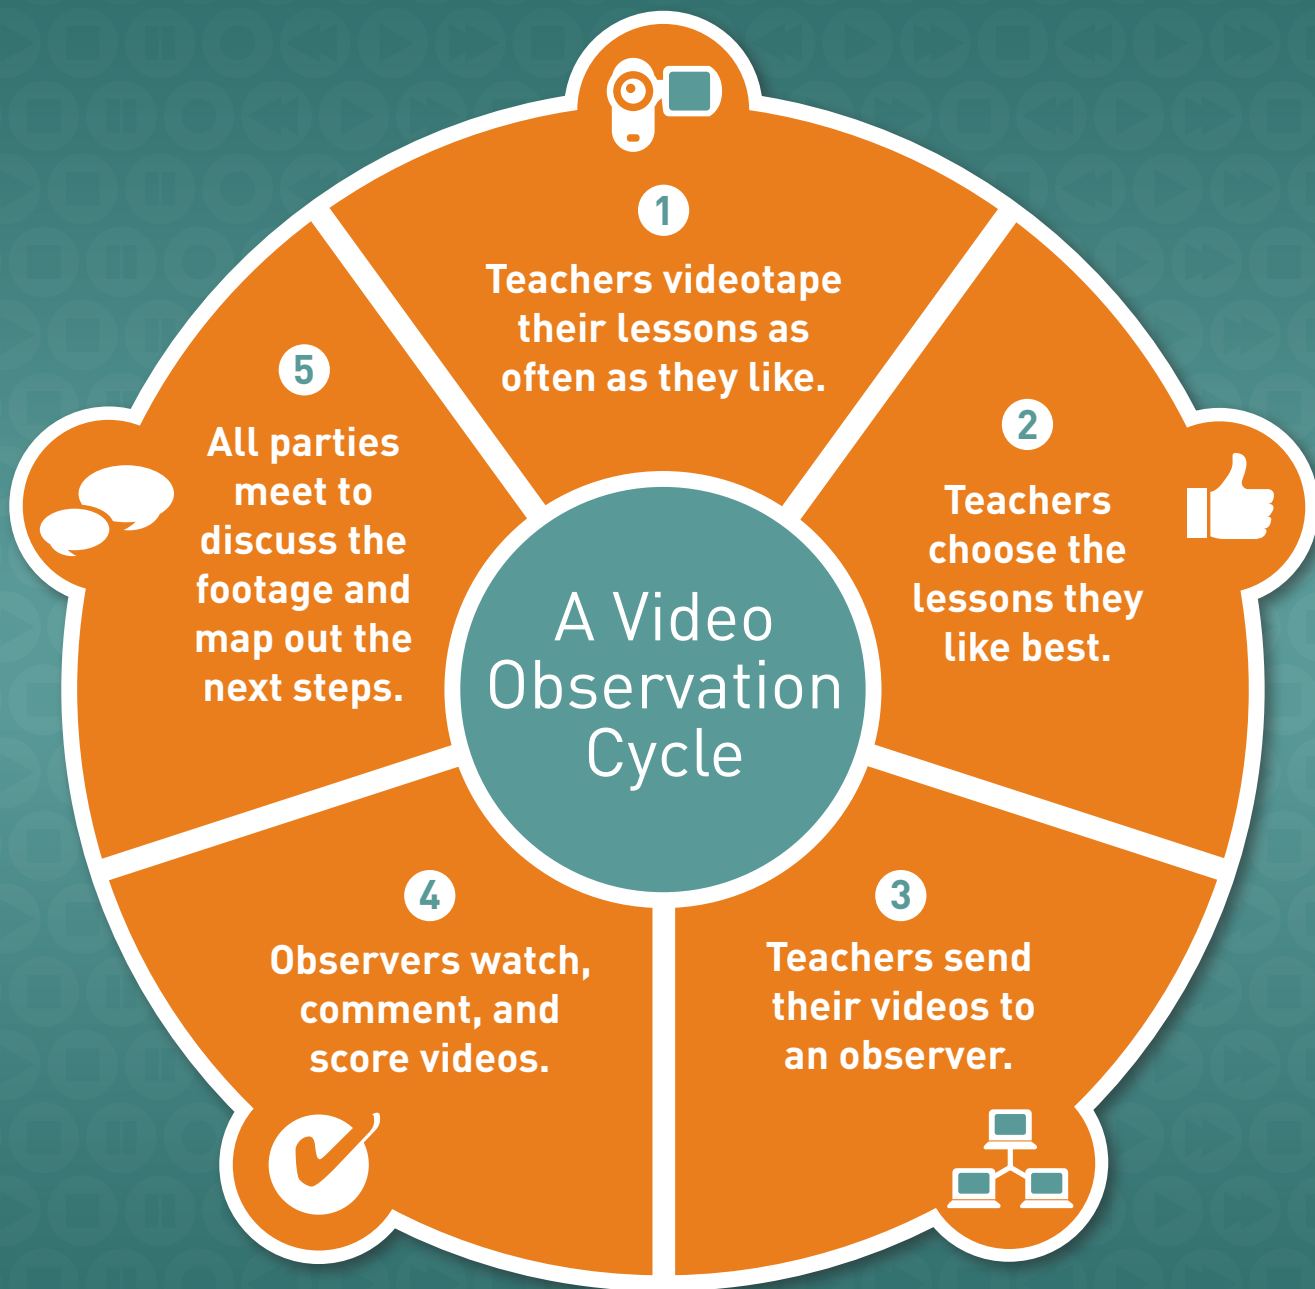 A Video
Observation
Cycle
1
Teachers videotape
their lessons as
often as they like.
2
Teachers
choose the
lessons they
like best.
3
Teachers send
their videos to
an observer.
4
Observers watch,
comment, and
score videos.
5
All parties
meet to
discuss the
footage and
map out the
next steps.